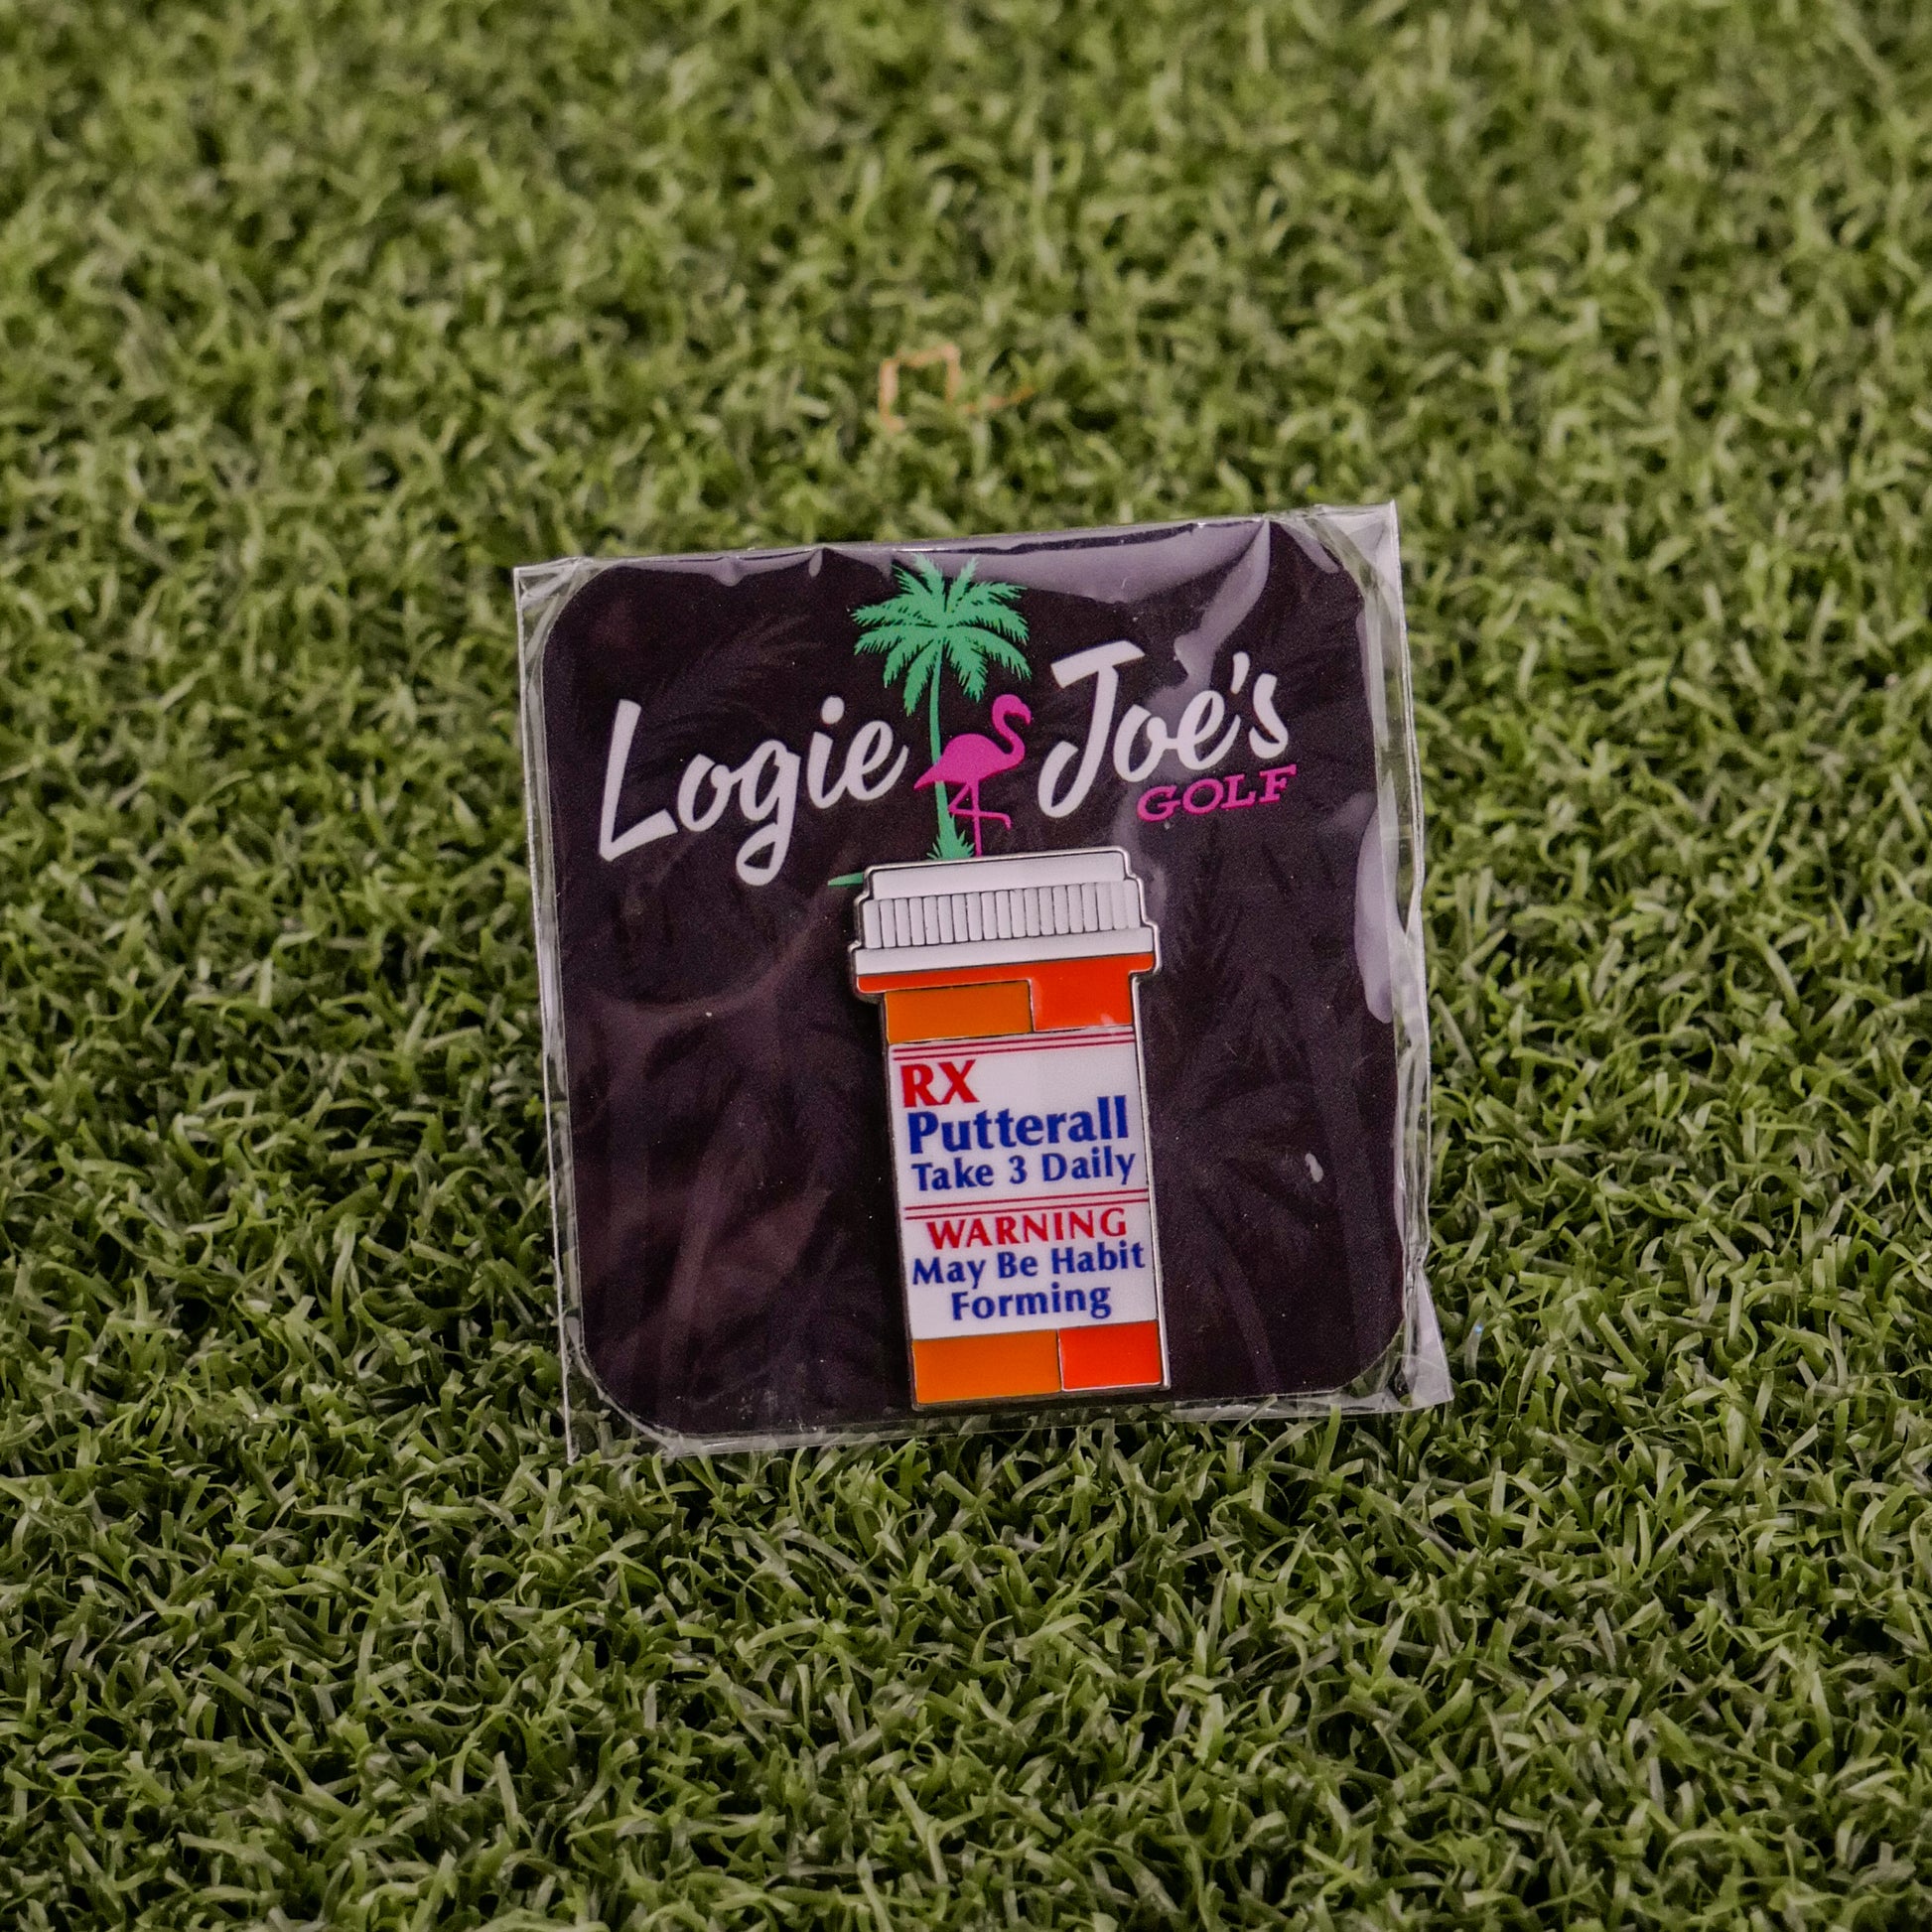 Logie Joe's
GOLF
RX
Putterall
Take 3 Daily
WARNING
May Be Habit
Forming